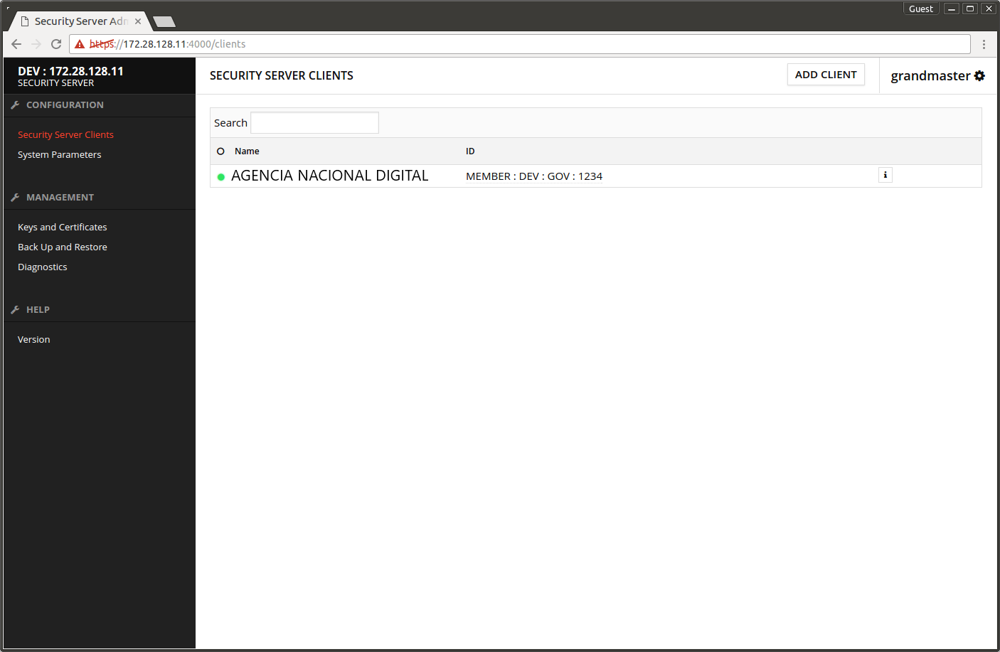 Guest
Security Server Adm
https://172.28.128.11:4000/clients
DEV : 172.28.128.11
SECURITY SERVER
CONFIGURATION
Security Server Clients
System Parameters
MANAGEMENT
Keys and Certificates
Back Up and Restore
Diagnostics
HELP
Version
SECURITY SERVER CLIENTS
ADD CLIENT
grandmaster
Search
Name ID
AGENCIA NACIONAL DIGITAL MEMBER : DEV : GOV : 1234